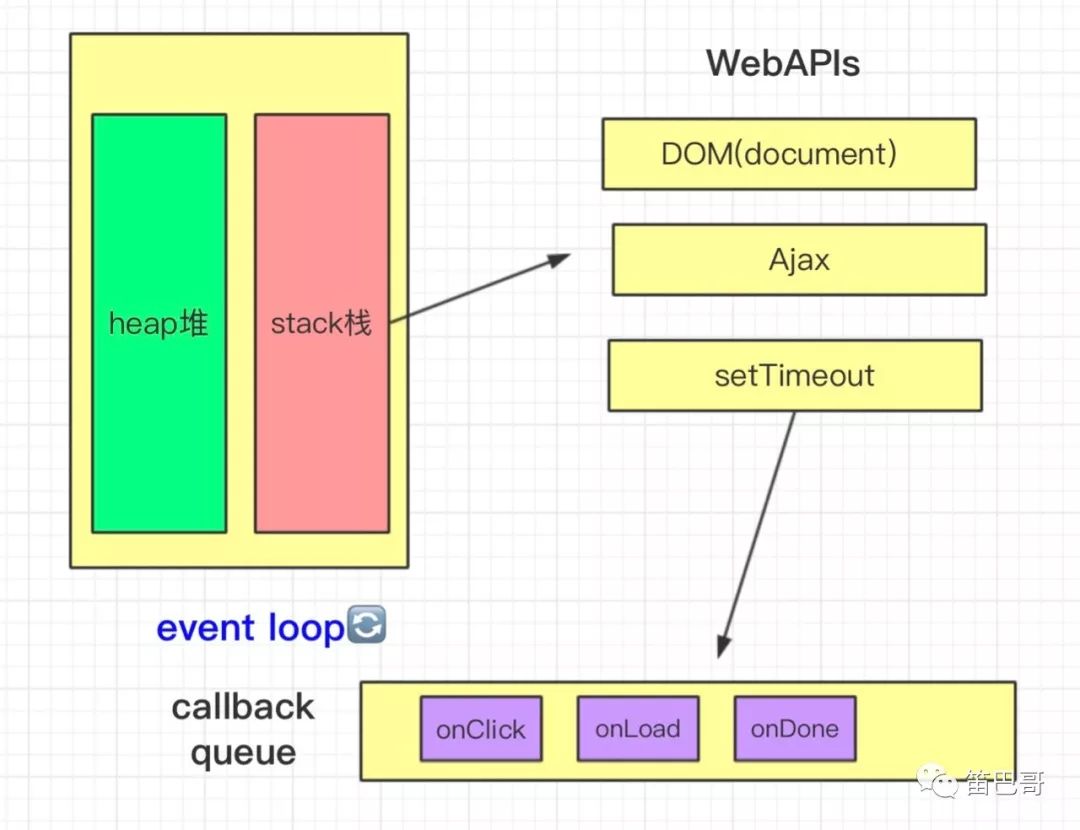 WebAPIs
DOM(document)
Ajax
setTimeout
heap堆
stack栈
event loop
callback
queue
onClick
onLoad
onDone
笛巴哥